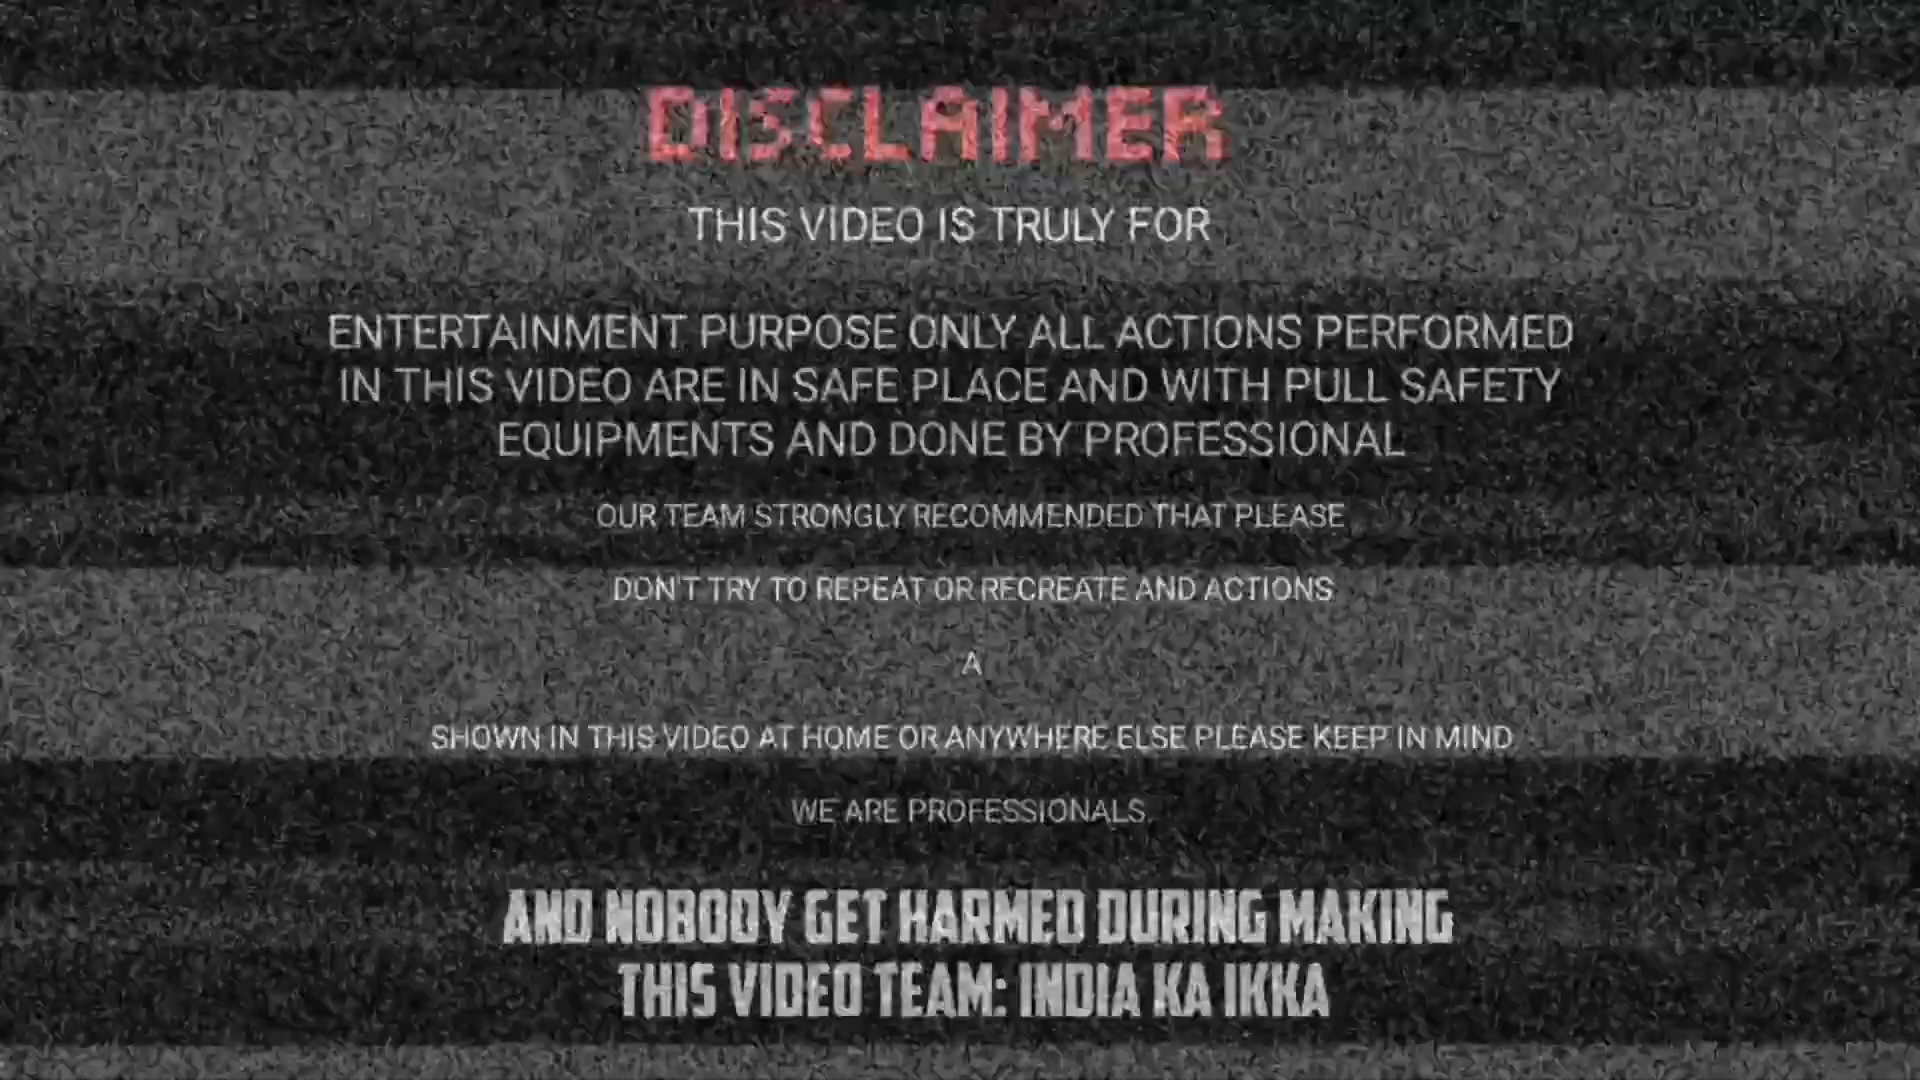 DISCLAIMER
THIS VIDEO IS TRULY FOR
ENTERTAINMENT PURPOSE ONLY ALL ACTIONS PERFORMED
IN THIS VIDEO ARE IN SAFE PLACE AND WITH PULL SAFETY
EQUIPMENTS AND DONE BY PROFESSIONAL
OUR TEAM STRONGLY RECOMMENDED THAT PLEASE
DON'T TRY TO REPEAT OR RECREATE AND ACTIONS
A
SHOWN IN THIS VIDEO AT HOME OR ANYWHERE ELSE PLEASE KEEP IN MIND
WE ARE PROFESSIONALS.
AND NOBODY GET HARMED DURING MAKING
THIS VIDEO TEAM: INDIA KA IKKA